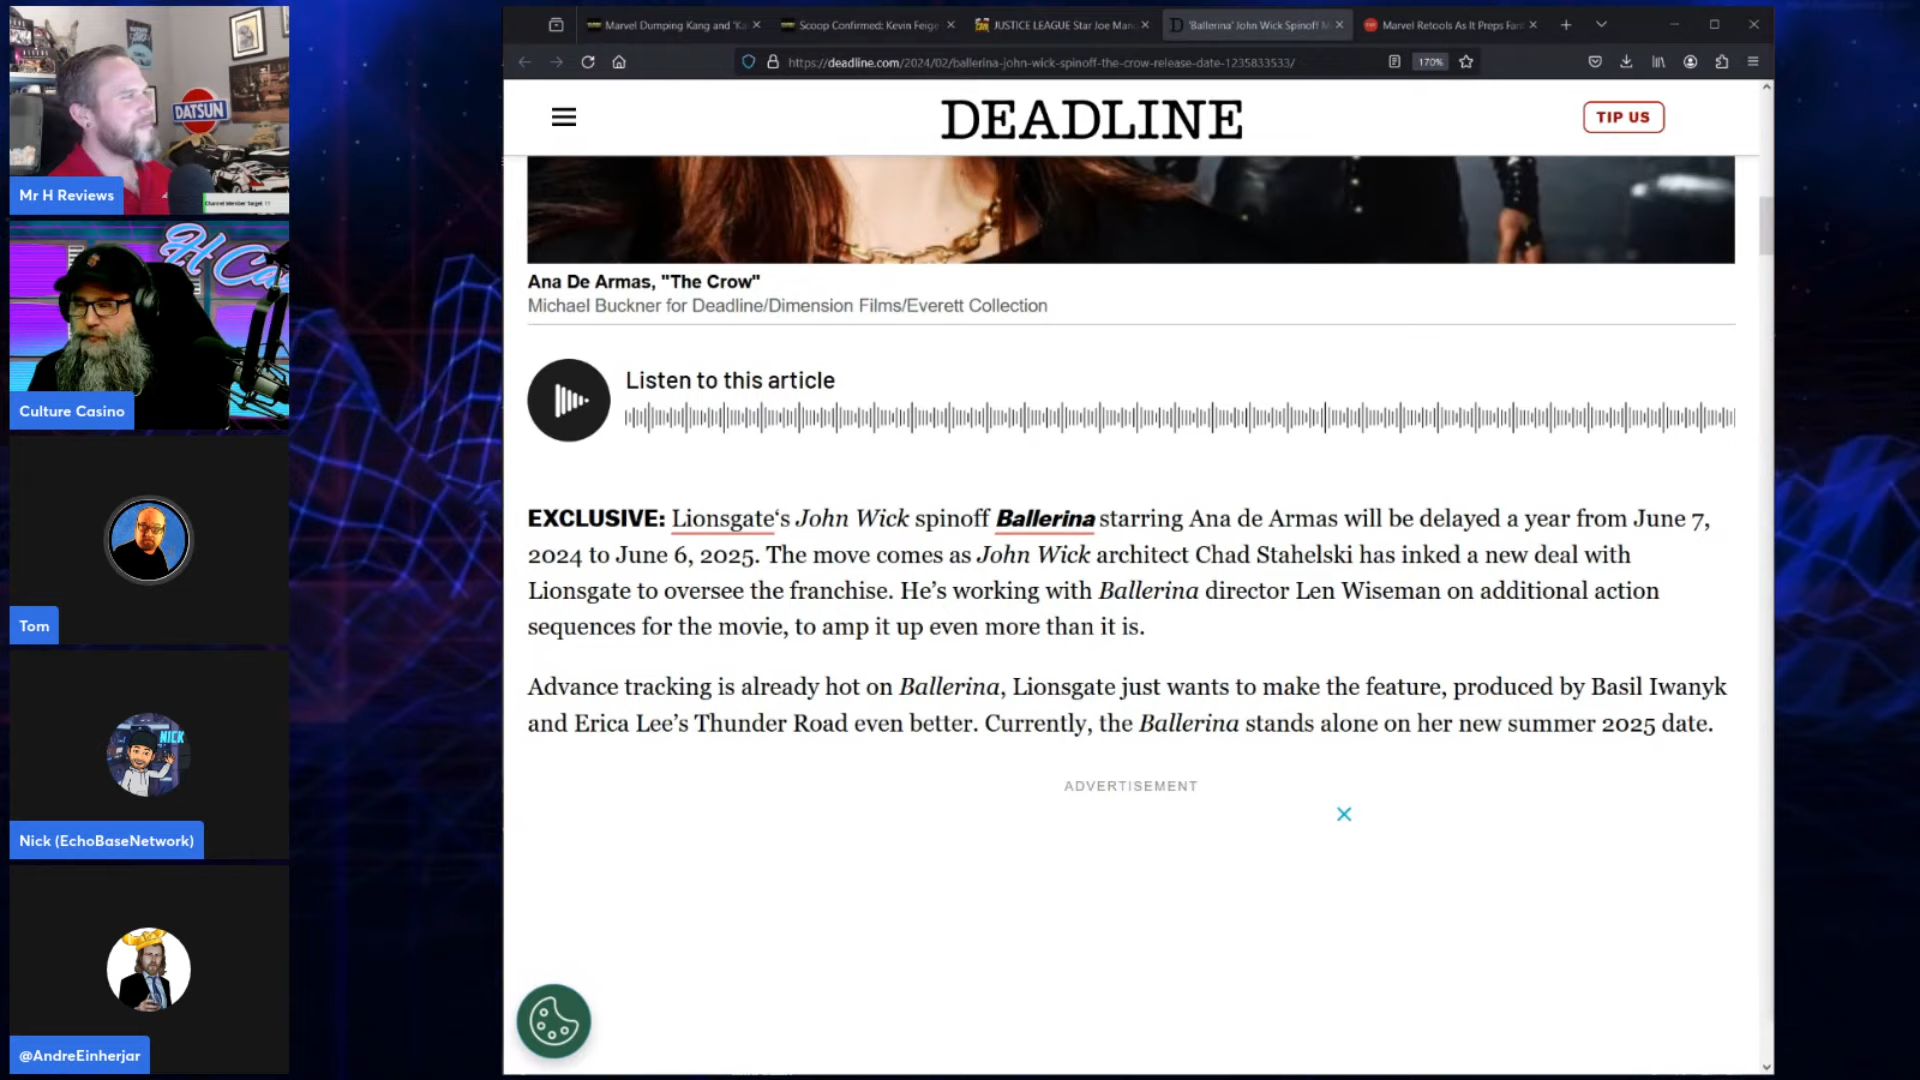 Marvel Dumping Kang and 'Ka
Scoop Confirmed: Kevin Feige
JUSTICE LEAGUE Star Joe Man
'Ballerina' John Wick Spinoff M
Marvel Retools As It Preps Fan
https://deadline.com/2024/02/ballerina-john-wick-spinoff-the-crow-release-date-1235833533/
170%
DEADLINE
TIP US
DATSUN
Channel Member Target
Mr H Reviews
Ana De Armas, "The Crow"
Michael Buckner for Deadline/Dimension Films/Everett Collection
Listen to this article
Culture Casino
EXCLUSIVE: Lionsgate‘s John Wick spinoff Ballerina starring Ana de Armas will be delayed a year from June 7,
2024 to June 6, 2025. The move comes as John Wick architect Chad Stahelski has inked a new deal with
Lionsgate to oversee the franchise. He’s working with Ballerina director Len Wiseman on additional action
sequences for the movie, to amp it up even more than it is.
Tom
Advance tracking is already hot on Ballerina, Lionsgate just wants to make the feature, produced by Basil Iwanyk
and Erica Lee’s Thunder Road even better. Currently, the Ballerina stands alone on her new summer 2025 date.
ADVERTISEMENT
NICK
Nick (EchoBaseNetwork)
@AndreEinherjar